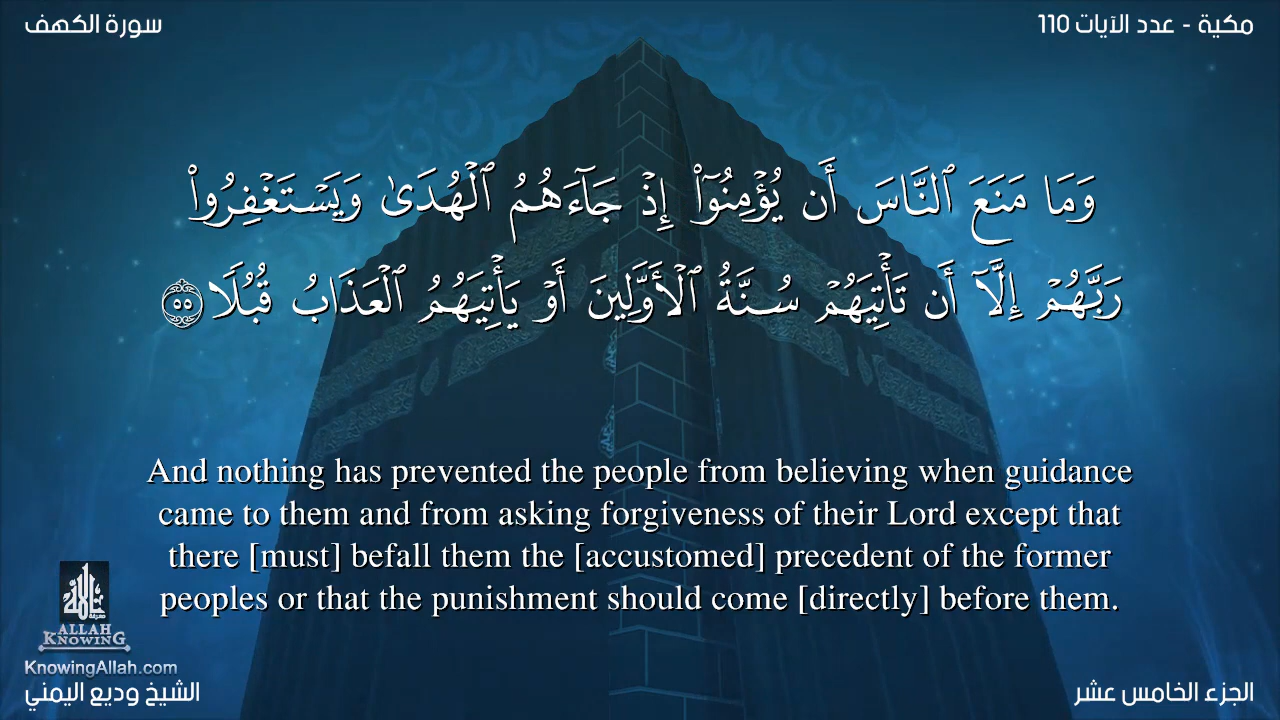 مكية - عدد الآيات 110
سورة الكهف
وَمَا مَنَعَ ٱلنَّاسَ أَن يُؤْمِنُوٓا۟ إِذْ جَآءَهُمُ ٱلْهُدَىٰ وَيَسْتَغْفِرُوا۟
رَبَّهُمْ إِلَّآ أَن تَأْتِيَهُمْ سُنَّةُ ٱلْأَوَّلِينَ أَوْ يَأْتِيَهُمُ ٱلْعَذَابُ قُبُلًا ٥٥
And nothing has prevented the people from believing when guidance
came to them and from asking forgiveness of their Lord except that
there [must] befall them the [accustomed] precedent of the former
peoples or that the punishment should come [directly] before them.
ALLAH
KNOWING
KnowingAllah.com
الجزء الخامس عشر
الشيخ وديع اليمني